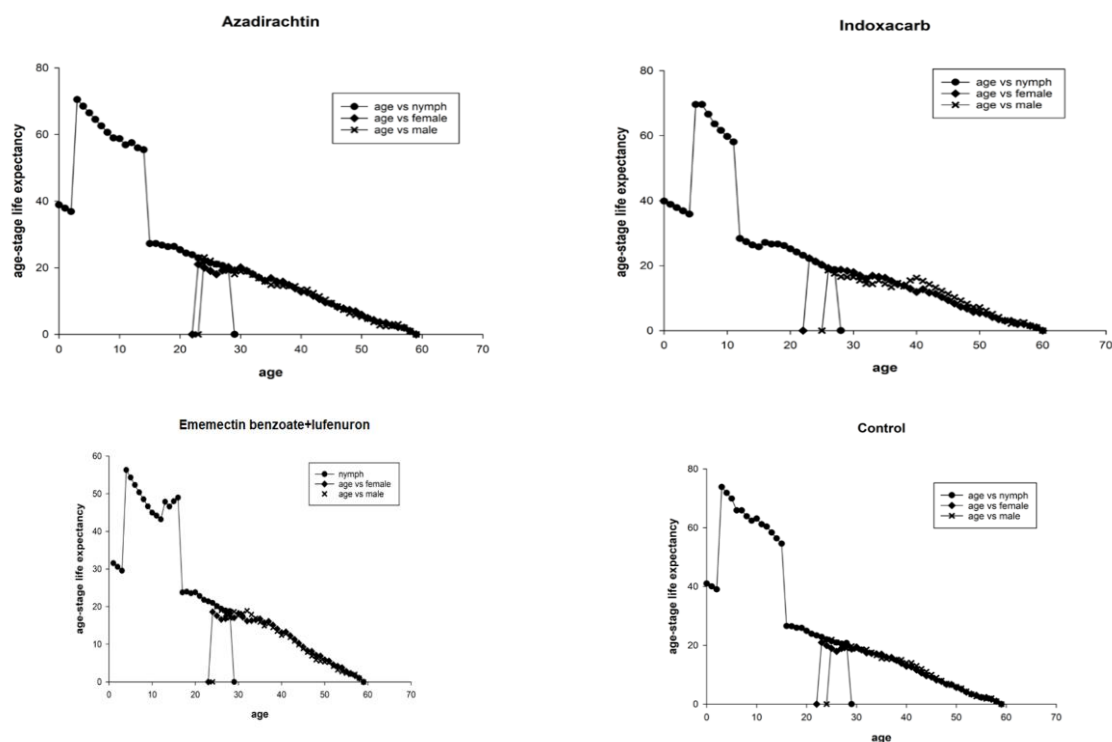 Azadirachtin
age-stage life expectancy
80
60
40
20
0
0 10 20 30 40 50 60 70
age
age vs nymph
age vs female
age vs male
Indoxacarb
age-stage life expectancy
80
60
40
20
0
0 10 20 30 40 50 60 70
age
age vs nymph
age vs female
age vs male
Ememectin benzoate+lufenuron
age-stage life expectancy
60
50
40
30
20
10
0
0 10 20 30 40 50 60 70
age
nymph
age vs female
age vs male
Control
age-stage life expectancy
80
60
40
20
0
0 10 20 30 40 50 60 70
age
age vs nymph
age vs female
age vs male